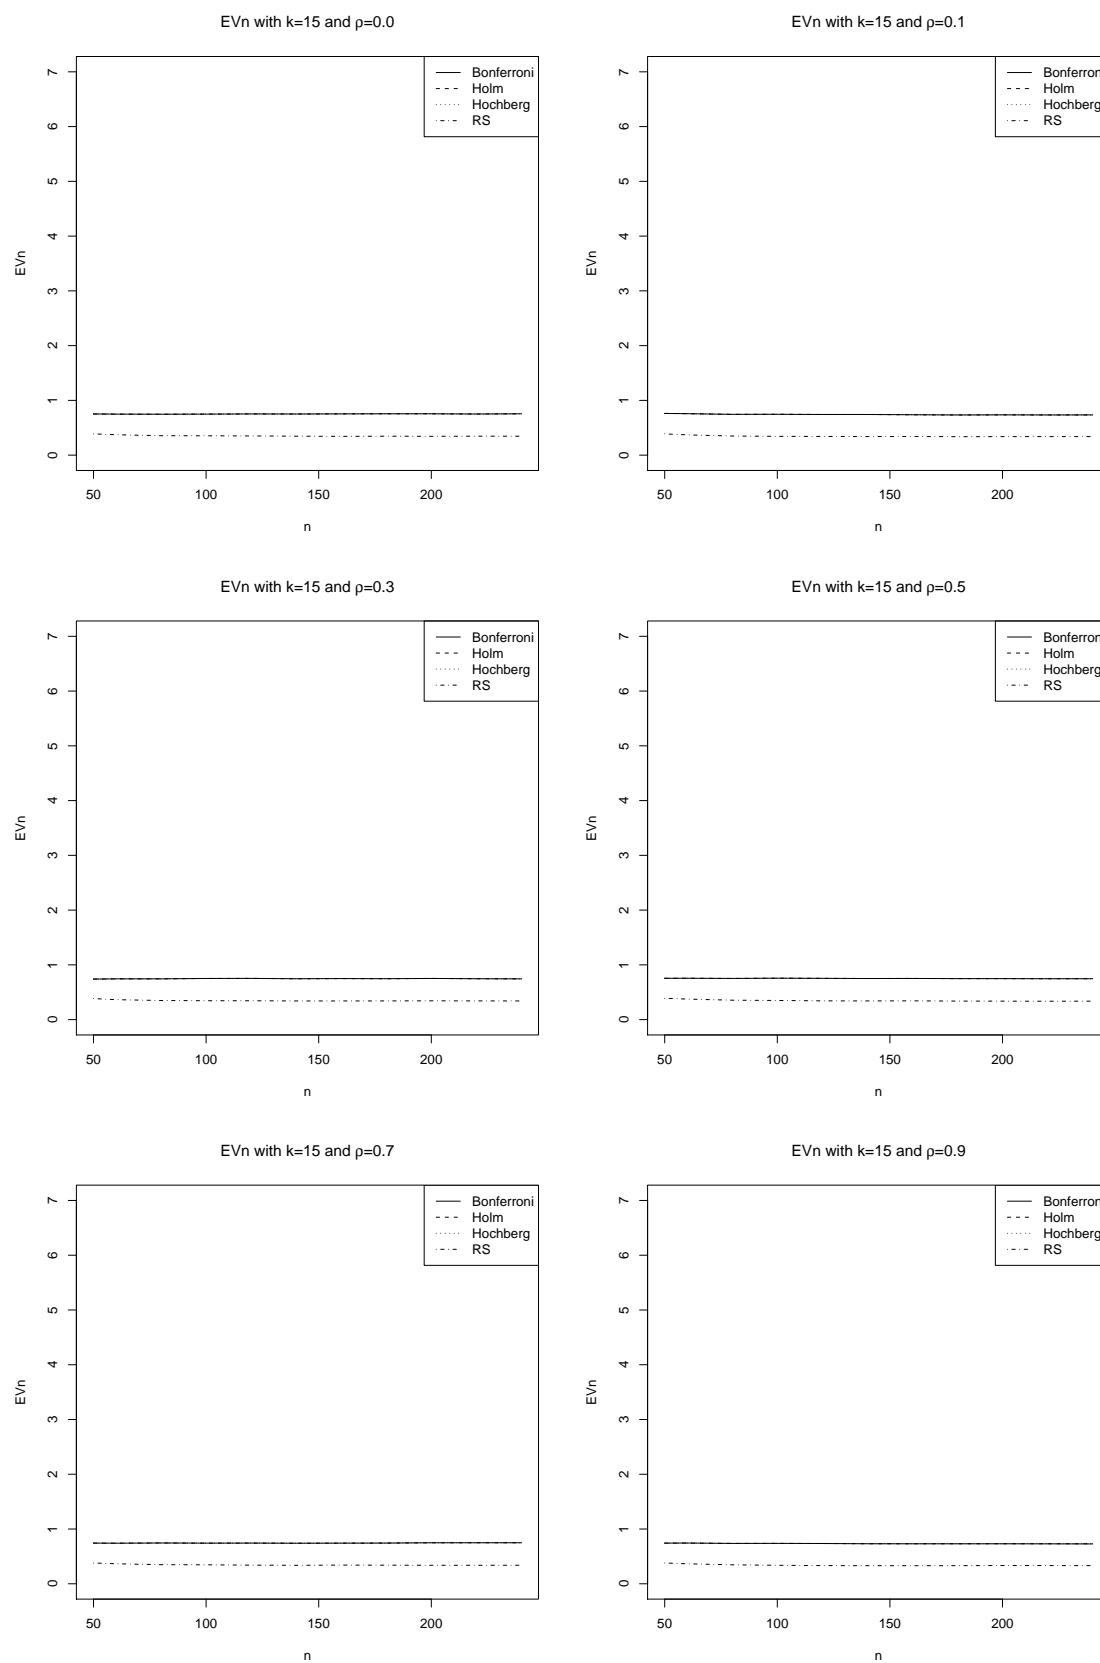 EVn with k=15 and ρ=0.0
7
6
5
4
3
2
1
0
EVn
50 100 150 200
n
Bonferroni
Holm
Hochberg
RS
EVn with k=15 and ρ=0.1
7
6
5
4
3
2
1
0
EVn
50 100 150 200
n
Bonferron
Holm
Hochberg
RS
EVn with k=15 and ρ=0.3
7
6
5
4
3
2
1
0
EVn
50 100 150 200
n
Bonferroni
Holm
Hochberg
RS
EVn with k=15 and ρ=0.5
7
6
5
4
3
2
1
0
EVn
50 100 150 200
n
Bonferron
Holm
Hochberg
RS
EVn with k=15 and ρ=0.7
7
6
5
4
3
2
1
0
EVn
50 100 150 200
n
Bonferroni
Holm
Hochberg
RS
EVn with k=15 and ρ=0.9
7
6
5
4
3
2
1
0
EVn
50 100 150 200
n
Bonferron
Holm
Hochberg
RS